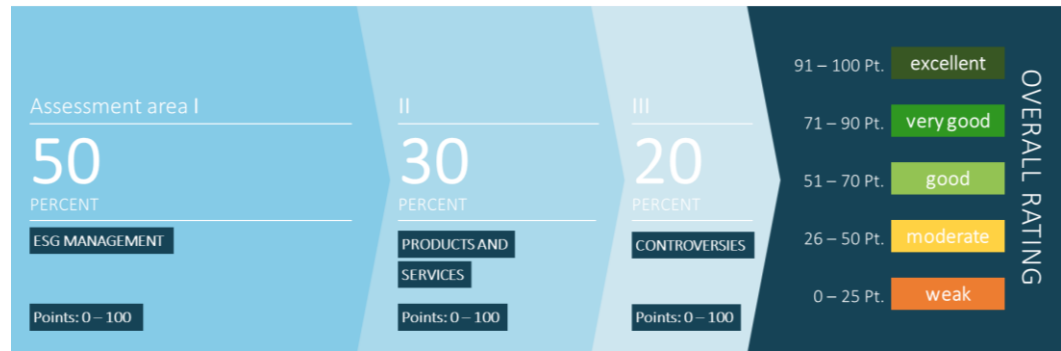 Assessment area I
50
PERCENT
ESG MANAGEMENT
Points: 0 – 100
II
30
PERCENT
PRODUCTS AND
SERVICES
Points: 0 – 100
III
20
PERCENT
CONTROVERSIES
Points: 0 – 100
91 – 100 Pt. excellent
71 – 90 Pt. very good
51 – 70 Pt. good
26 – 50 Pt. moderate
0 – 25 Pt. weak
OVERALL RATING